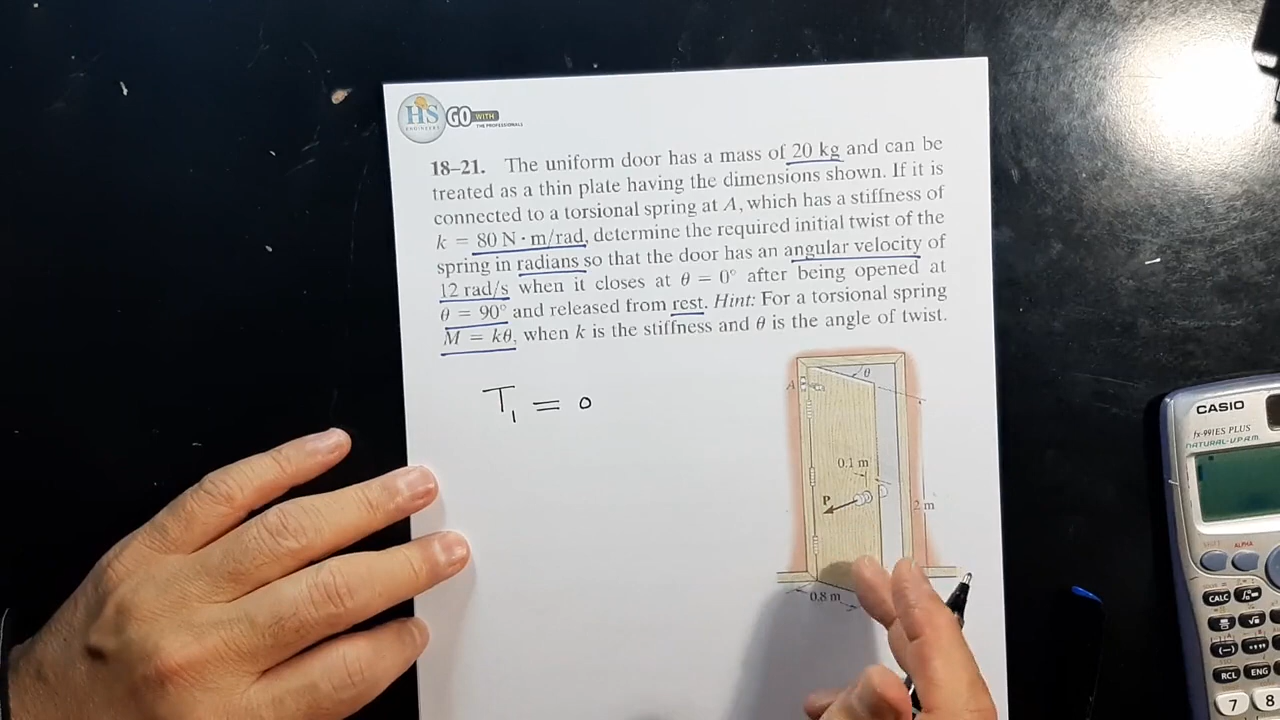 HS
ENGINEERS
GO WITH
THE PROFESSIONALS
18–21. The uniform door has a mass of 20 kg and can be
treated as a thin plate having the dimensions shown. If it is
connected to a torsional spring at A, which has a stiffness of
k = 80 N · m/rad, determine the required initial twist of the
spring in radians so that the door has an angular velocity of
12 rad/s when it closes at θ = 0° after being opened at
θ = 90° and released from rest. Hint: For a torsional spring
M = kθ, when k is the stiffness and θ is the angle of twist.
T₁ = 0
A
θ
0.1 m
P
2 m
0.8 m
CASIO
fx-991ES PLUS
NATURAL-V.P.A.M.
SHIFT ALPHA
CALC
RCL ENG
7 8